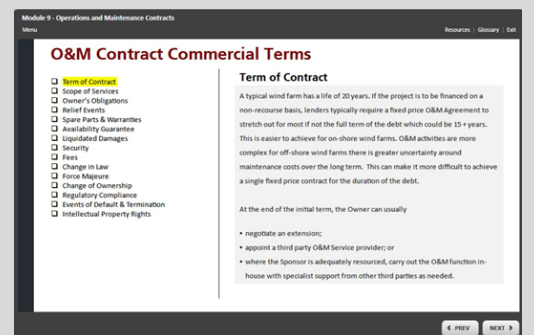 Module 9 - Operations and Maintenance Contracts
Menu
Resources | Glossary | Exit
O&M Contract Commercial Terms
Term of Contract
Scope of Services
Owner's Obligations
Relief Events
Spare Parts & Warranties
Availability Guarantee
Liquidated Damages
Security
Fees
Change in Law
Force Majeure
Change of Ownership
Regulatory Compliance
Events of Default & Termination
Intellectual Property Rights
Term of Contract
A typical wind farm has a life of 20 years. If the project is to be financed on a
non-recourse basis, lenders typically require a fixed price O&M Agreement to
stretch out for most if not the full term of the debt which could be 15 + years.
This is easier to achieve for on-shore wind farms. O&M activities are more
complex for off-shore wind farms there is greater uncertainty around
maintenance costs over the long term. This can make it more difficult to achieve
a single fixed price contract for the duration of the debt.
At the end of the initial term, the Owner can usually
• negotiate an extension;
• appoint a third party O&M Service provider; or
• where the Sponsor is adequately resourced, carry out the O&M function in-
house with specialist support from other third parties as needed.
PREV
NEXT